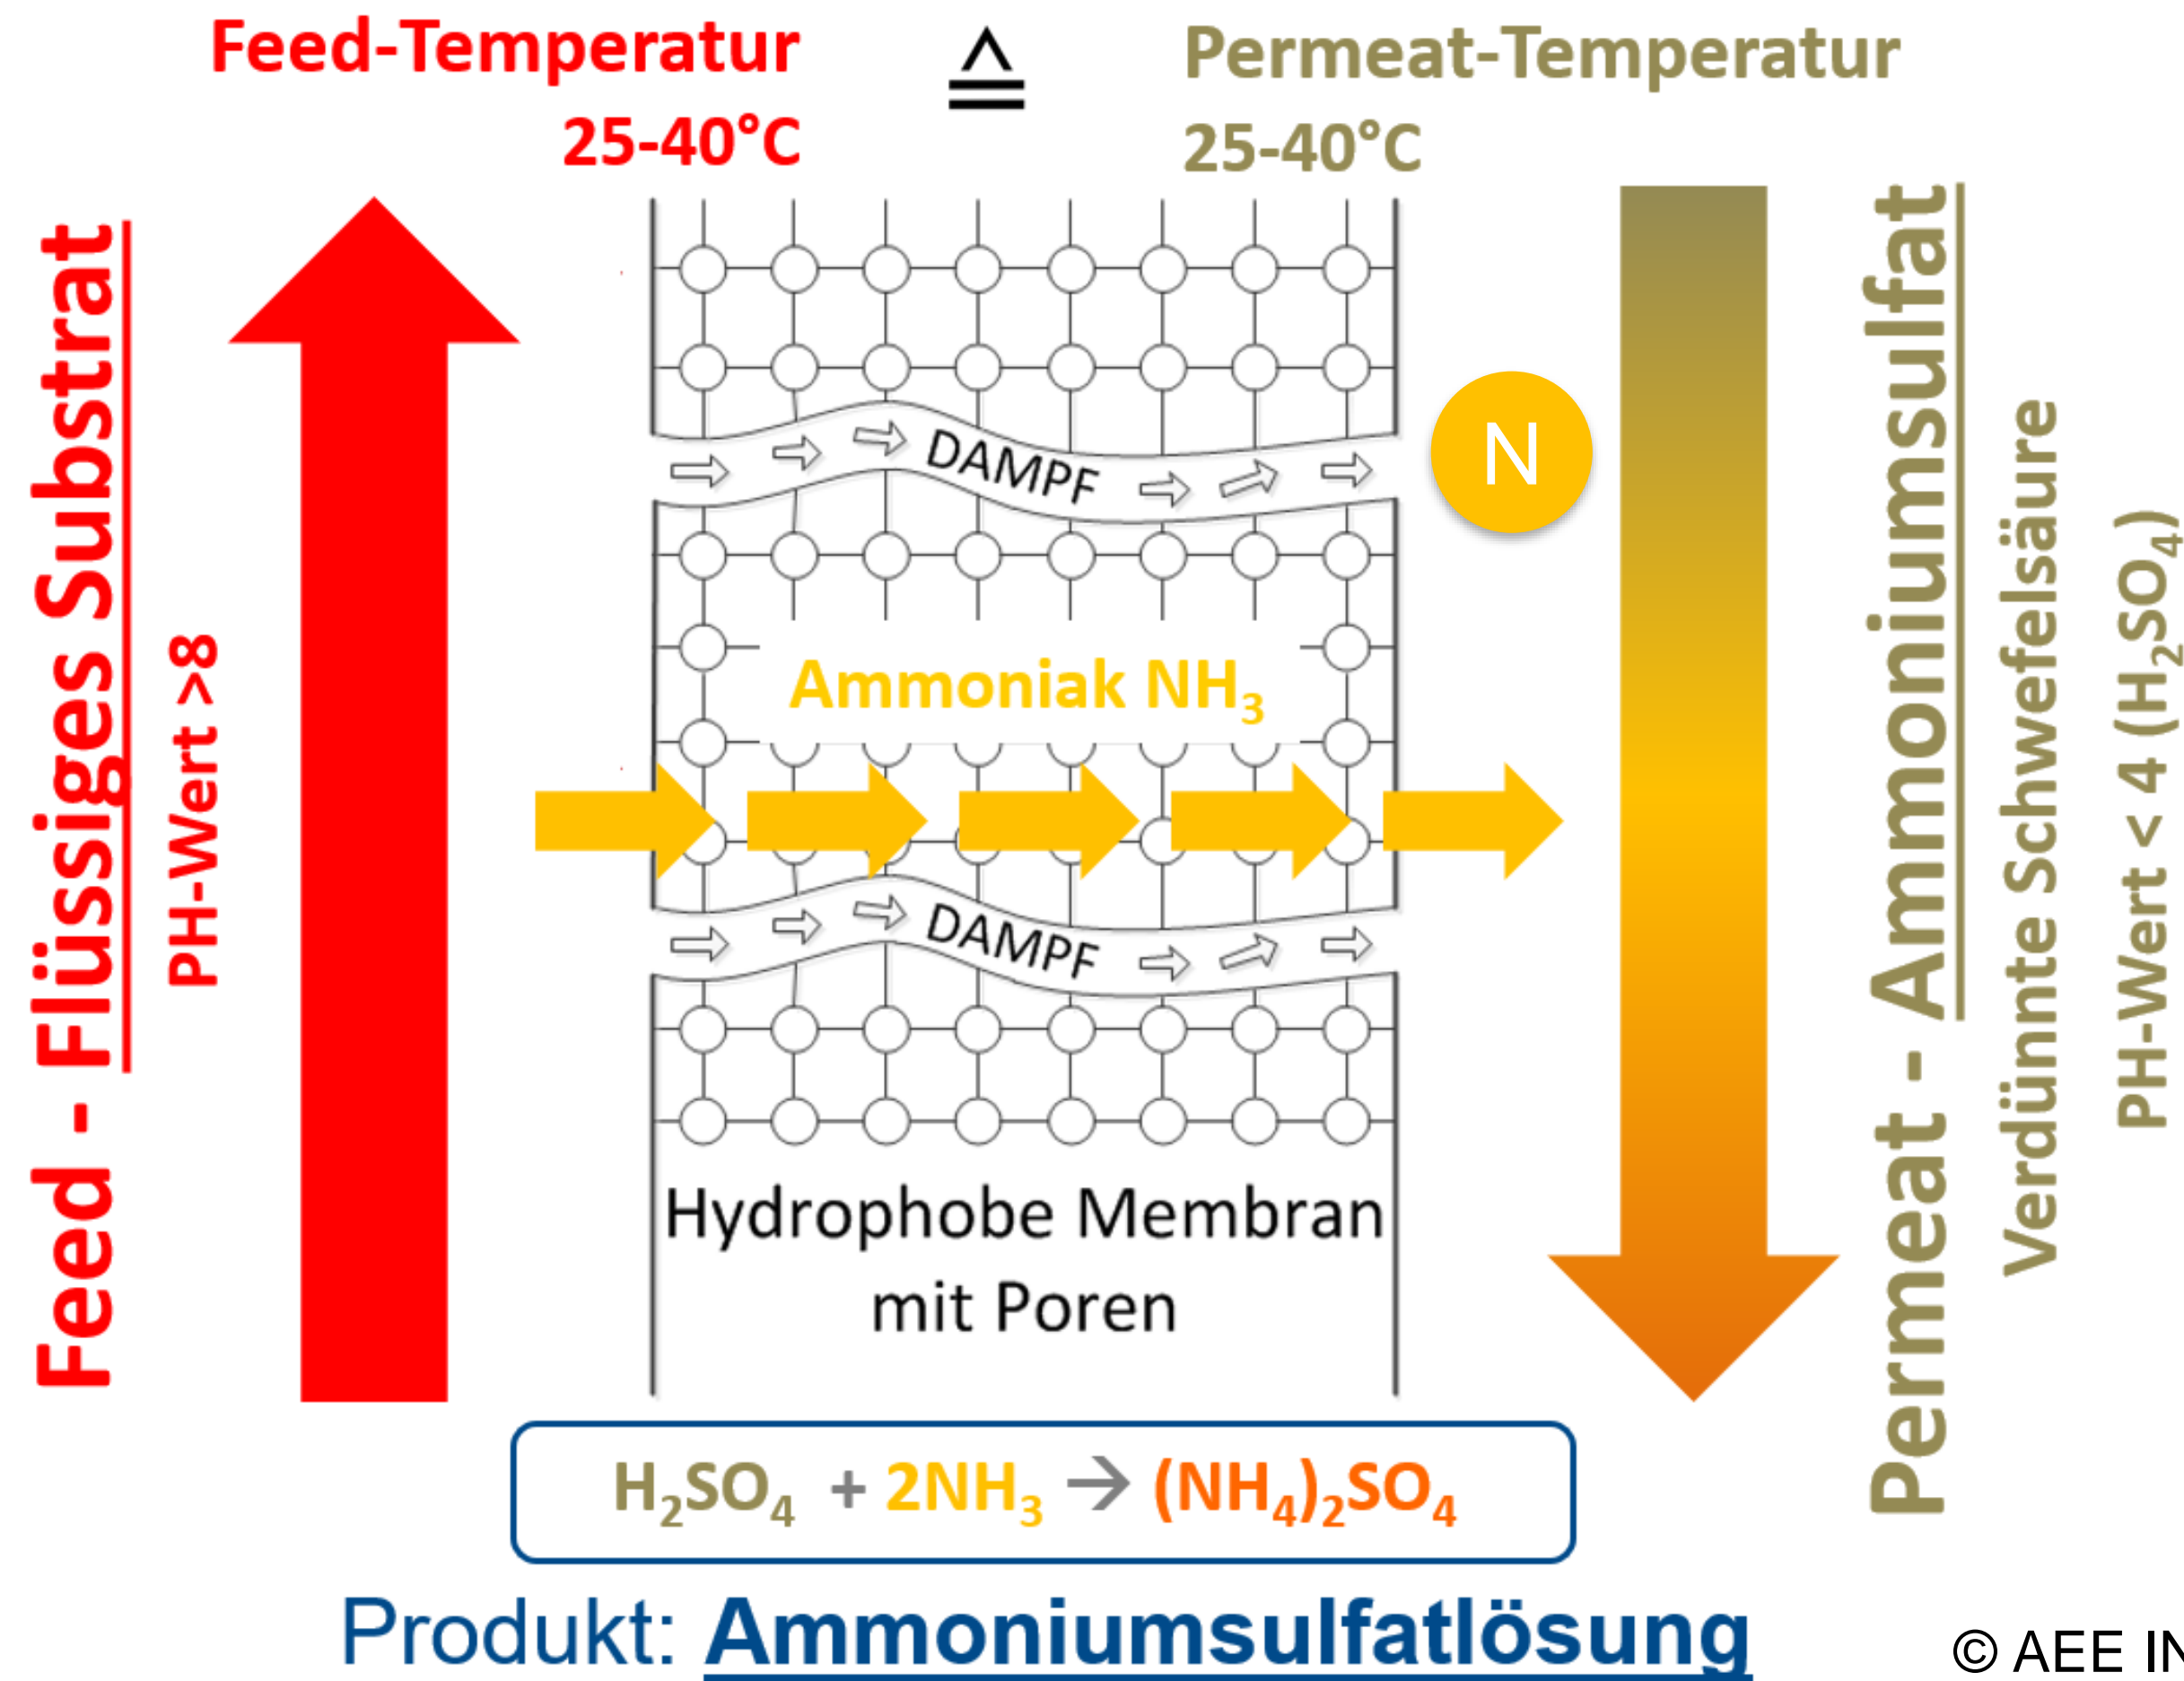 Feed-Temperatur
≙
Permeat-Temperatur
25-40°C
25-40°C
Feed - Flüssiges Substrat
PH-Wert >8
DAMPF
N
Ammoniak NH₃
DAMPF
Hydrophobe Membran
mit Poren
Permeat - Ammoniumsulfat
Verdünnte Schwefelsäure
PH-Wert < 4 (H₂SO₄)
H₂SO₄ + 2NH₃ → (NH₄)₂SO₄
Produkt: Ammoniumsulfatlösung
© AEE IN